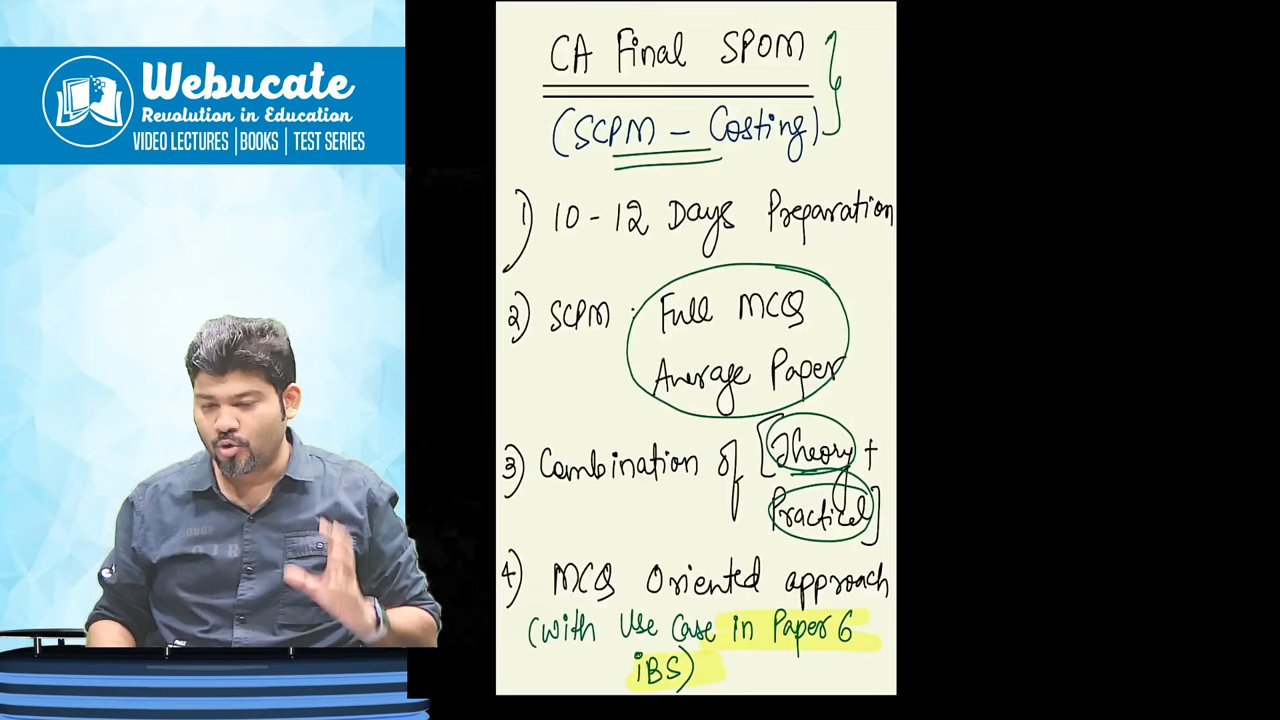 Webucate
Revolution in Education
VIDEO LECTURES | BOOKS | TEST SERIES
CA Final SPOM
(SCPM - Costing)
1) 10-12 Days Preparation
2) SCPM : Full MCQ
Average Paper
3) Combination of [Theory +
Practical]
4) MCQ Oriented approach
(with Use Case in Paper 6
iBS)